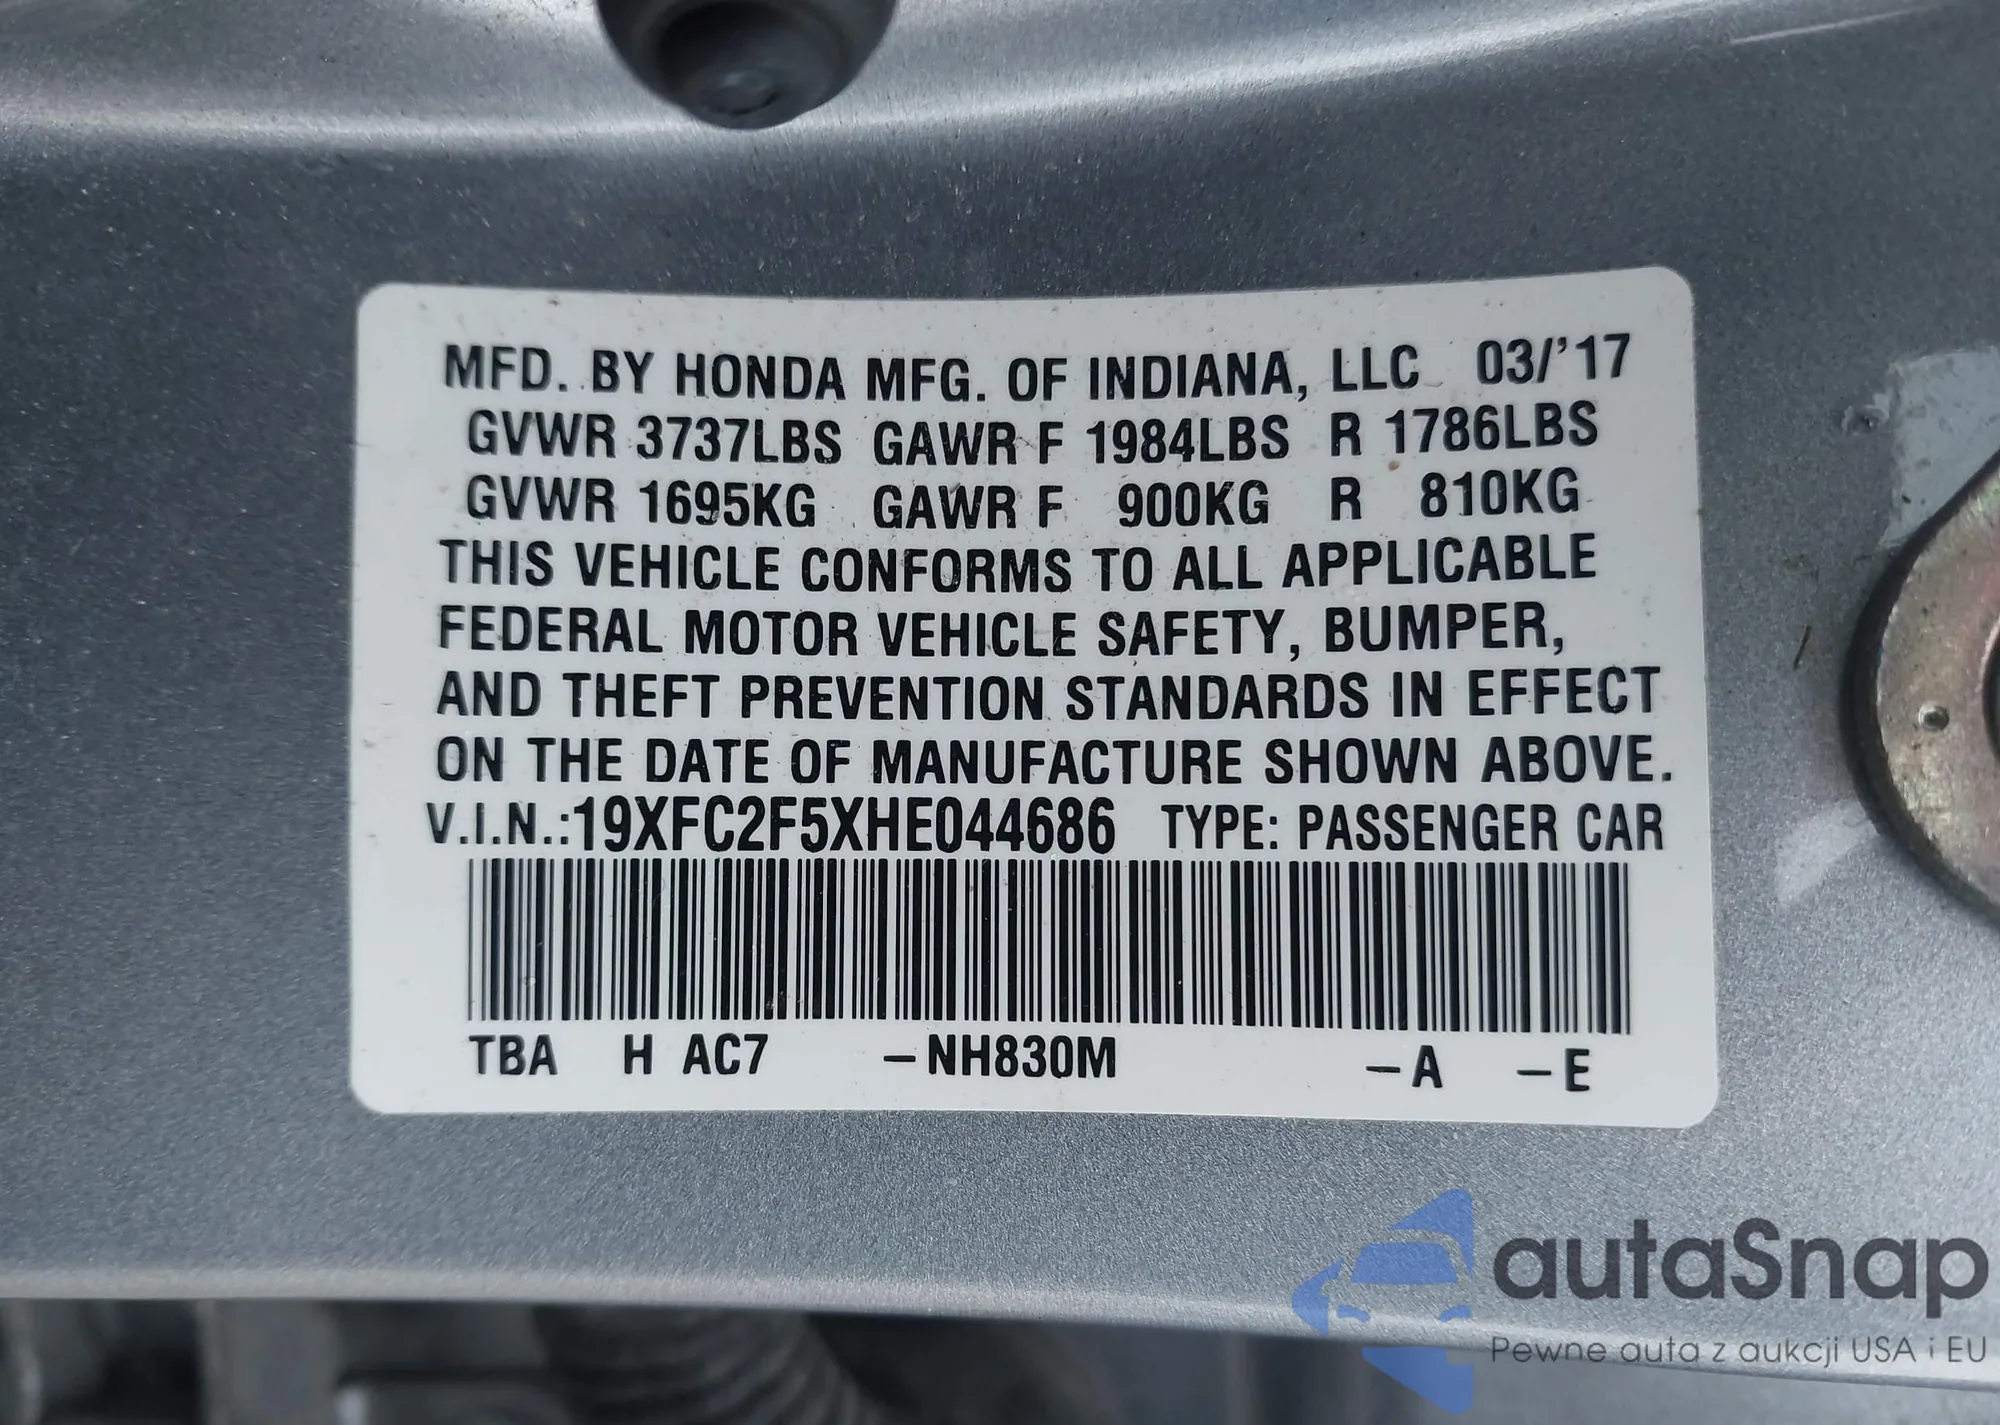 MFD. BY HONDA MFG. OF INDIANA, LLC 03/'17
GVWR 3737LBS GAWR F 1984LBS R 1786LBS
GVWR 1695KG GAWR F 900KG R 810KG
THIS VEHICLE CONFORMS TO ALL APPLICABLE
FEDERAL MOTOR VEHICLE SAFETY, BUMPER,
AND THEFT PREVENTION STANDARDS IN EFFECT
ON THE DATE OF MANUFACTURE SHOWN ABOVE.
V.I.N.:19XFC2F5XHE044686 TYPE: PASSENGER CAR
TBA H AC7 –NH830M –A –E
autaSnap
Pewne auta z aukcji USA i EU